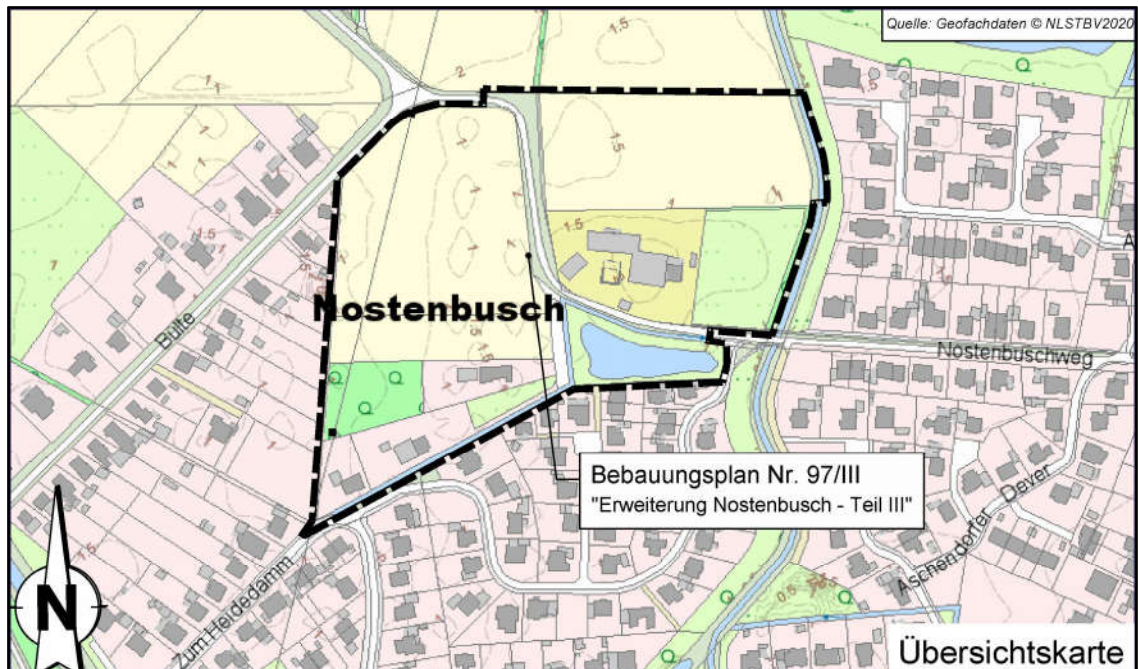 Quelle: Geofachdaten © NLSTBV2020
Nostenbusch
Bülte
Nostenbuschweg
Bebauungsplan Nr. 97/III
"Erweiterung Nostenbusch - Teil III"
Aschendorfer Dever
Zum Heidedamm
N
Übersichtskarte